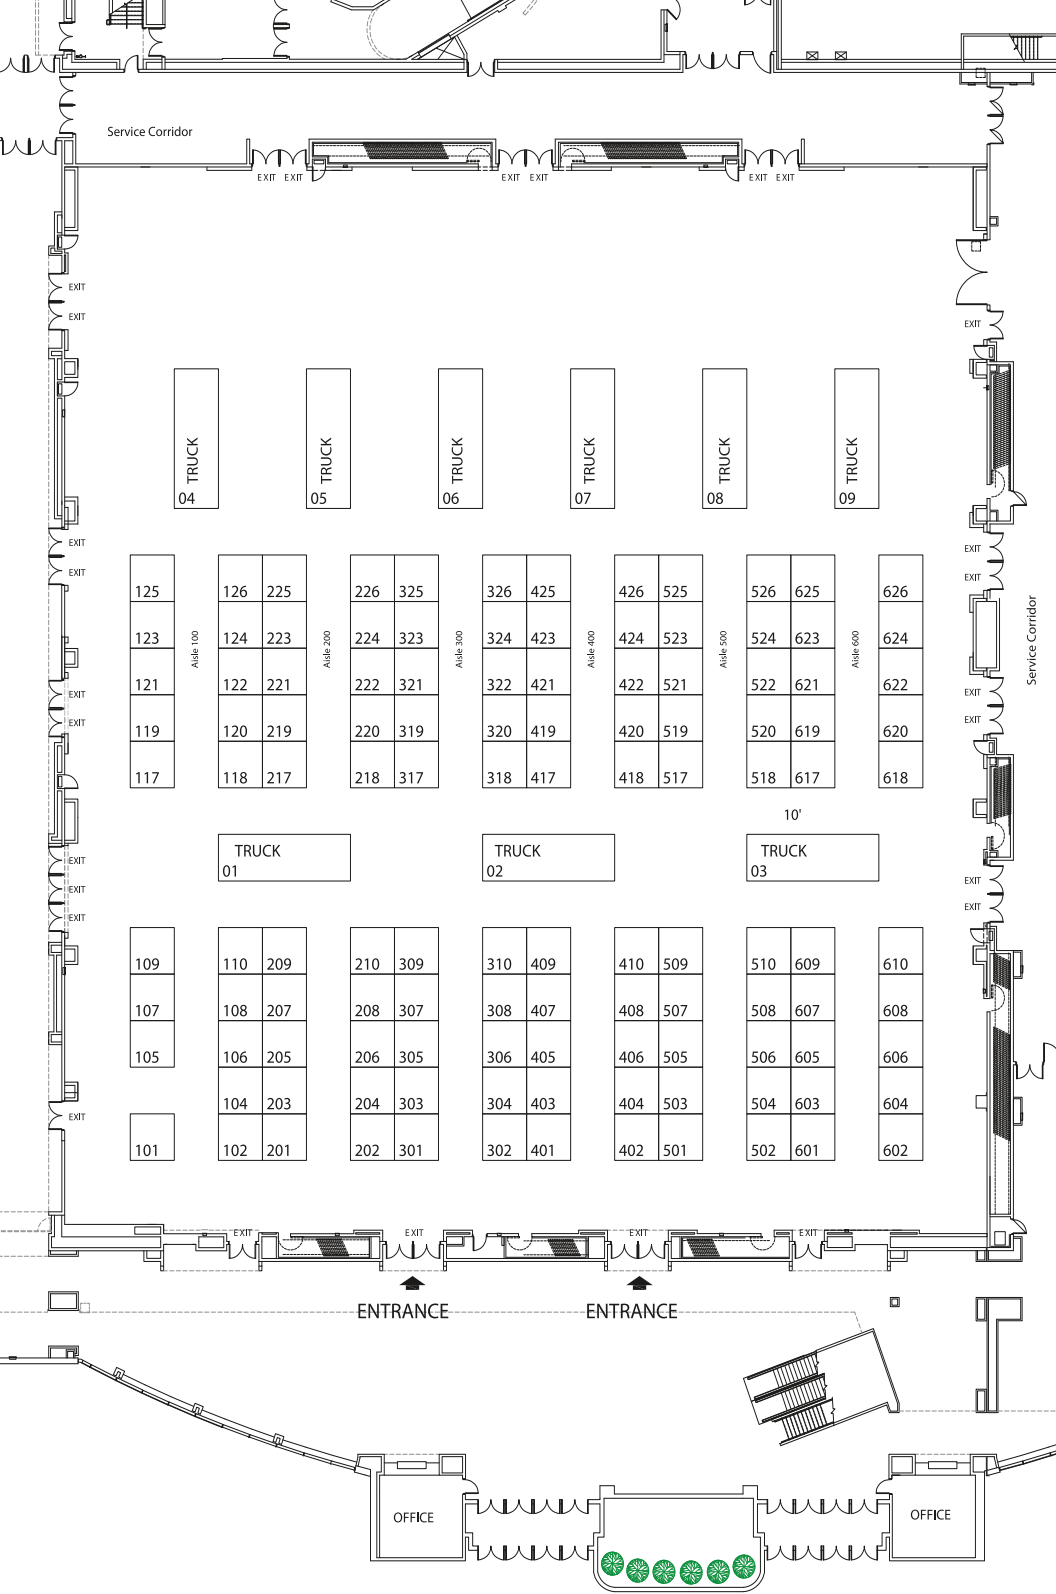 Service Corridor
EXIT EXIT EXIT EXIT EXIT EXIT
EXIT
EXIT
EXIT
TRUCK TRUCK TRUCK TRUCK TRUCK TRUCK
04 05 06 07 08 09
EXIT
EXIT
EXIT
EXIT
125 126 225 226 325 326 425 426 525 526 625 626
123 124 223 224 323 324 423 424 523 524 623 624
Aisle 100 Aisle 200 Aisle 300 Aisle 400 Aisle 500 Aisle 600
Service Corridor
121 122 221 222 321 322 421 422 521 522 621 622
EXIT EXIT
EXIT EXIT
119 120 219 220 319 320 419 420 519 520 619 620
117 118 217 218 317 318 417 418 517 518 617 618
10'
TRUCK TRUCK TRUCK
01 02 03
EXIT
EXIT EXIT
EXIT EXIT
109 110 209 210 309 310 409 410 509 510 609 610
107 108 207 208 307 308 407 408 507 508 607 608
105 106 205 206 305 306 405 406 505 506 605 606
104 203 204 303 304 403 404 503 504 603 604
EXIT
101 102 201 202 301 302 401 402 501 502 601 602
EXIT EXIT EXIT EXIT
ENTRANCE ENTRANCE
OFFICE OFFICE